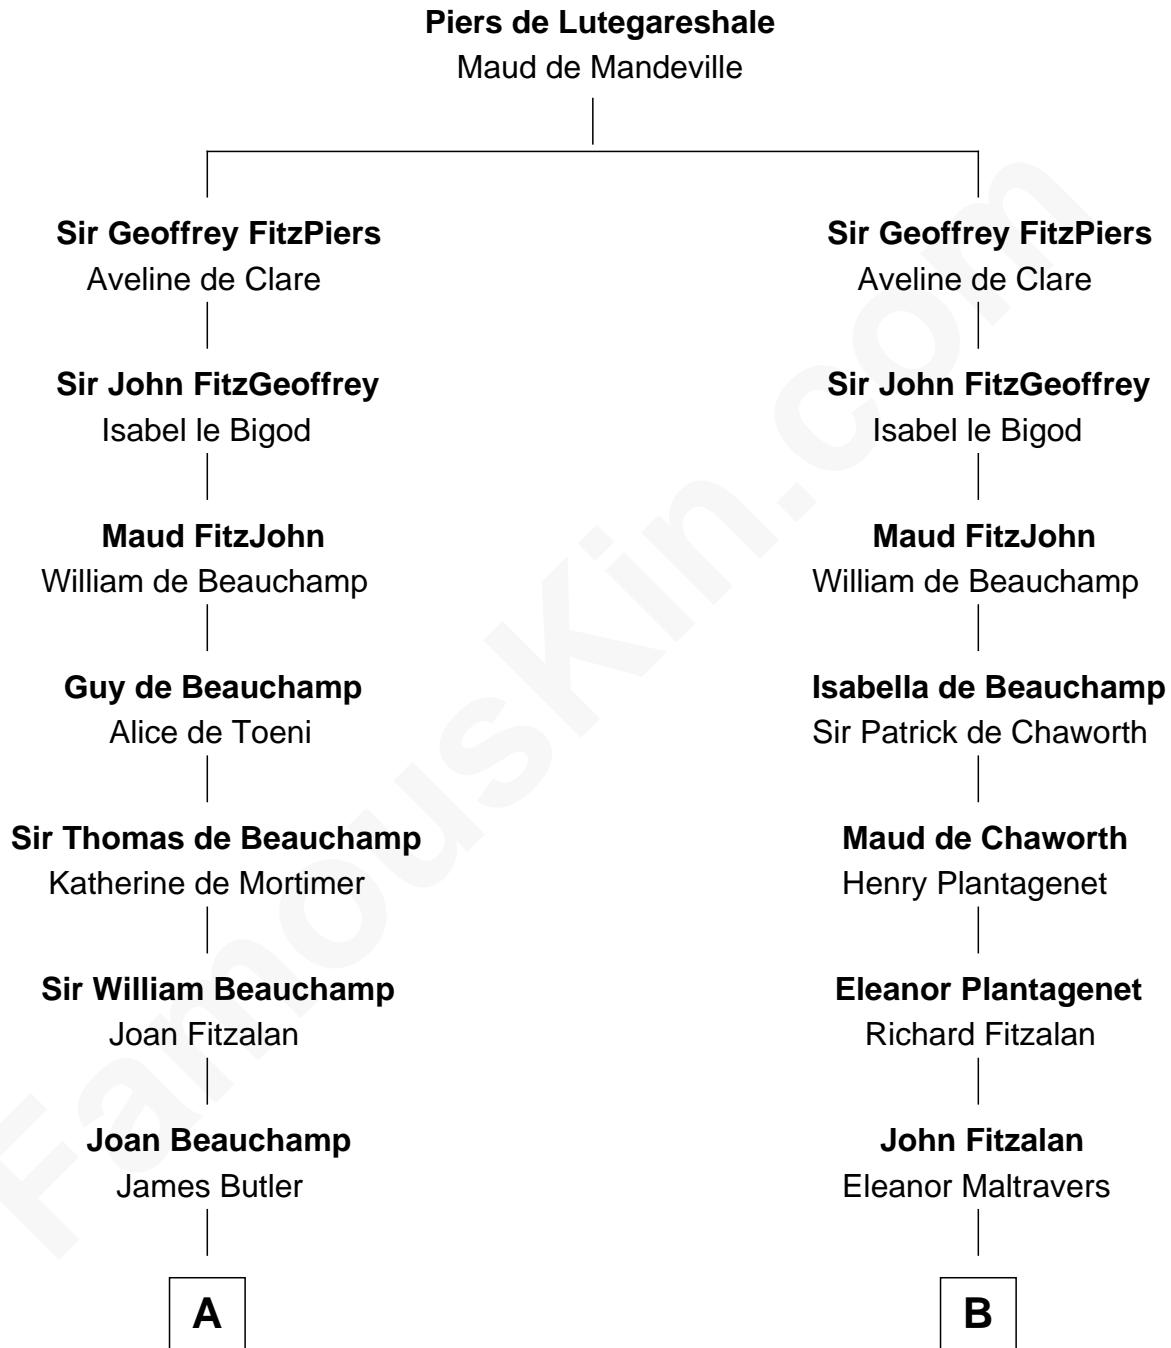 Piers de Lutegareshale
Maud de Mandeville
Sir Geoffrey FitzPiers
Aveline de Clare
Sir John FitzGeoffrey
Isabel le Bigod
Maud FitzJohn
William de Beauchamp
Guy de Beauchamp
Alice de Toeni
Sir Thomas de Beauchamp
Katherine de Mortimer
Sir William Beauchamp
Joan Fitzalan
Joan Beauchamp
James Butler
A
Sir Geoffrey FitzPiers
Aveline de Clare
Sir John FitzGeoffrey
Isabel le Bigod
Maud FitzJohn
William de Beauchamp
Isabella de Beauchamp
Sir Patrick de Chaworth
Maud de Chaworth
Henry Plantagenet
Eleanor Plantagenet
Richard Fitzalan
John Fitzalan
Eleanor Maltravers
B
FamousKin.com